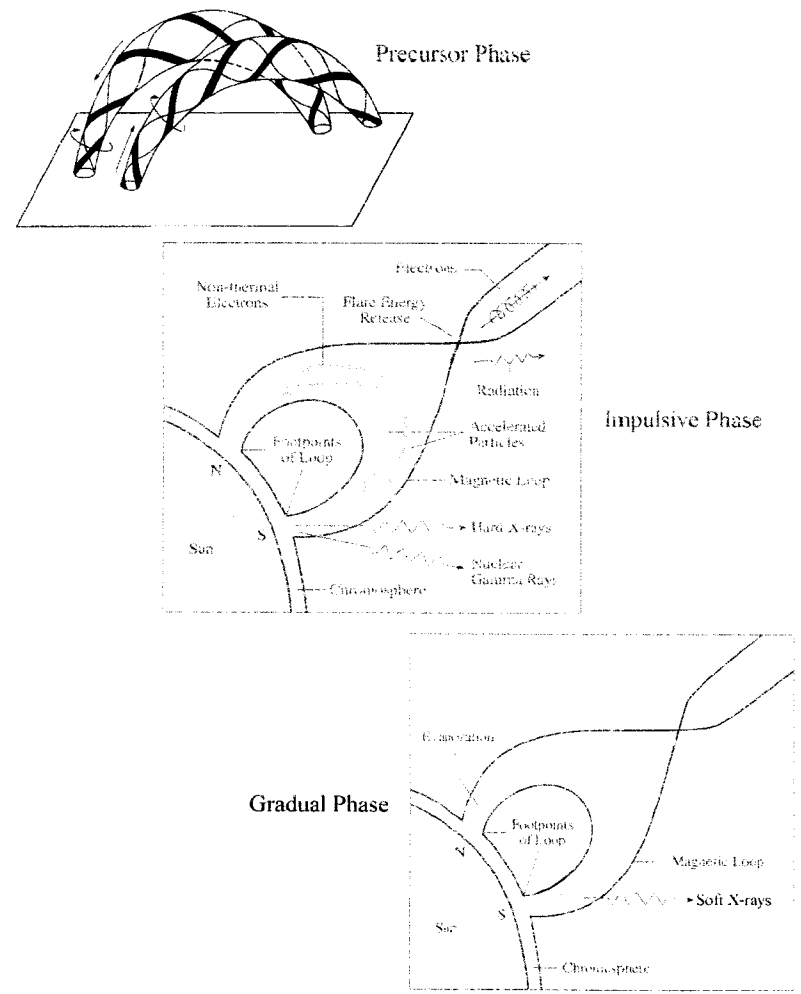 Precursor Phase
Electrons
Non-thermal
Electrons
Flare Energy
Release
Radiation
Impulsive Phase
Accelerated
Particles
Footpoints
of Loop
N
Magnetic Loop
S
Hard X-rays
Sun
Nuclear
Gamma Rays
Chromosphere
Evaporation
Gradual Phase
Footpoints
of Loop
N
Magnetic Loop
S
Soft X-rays
Sun
Chromosphere